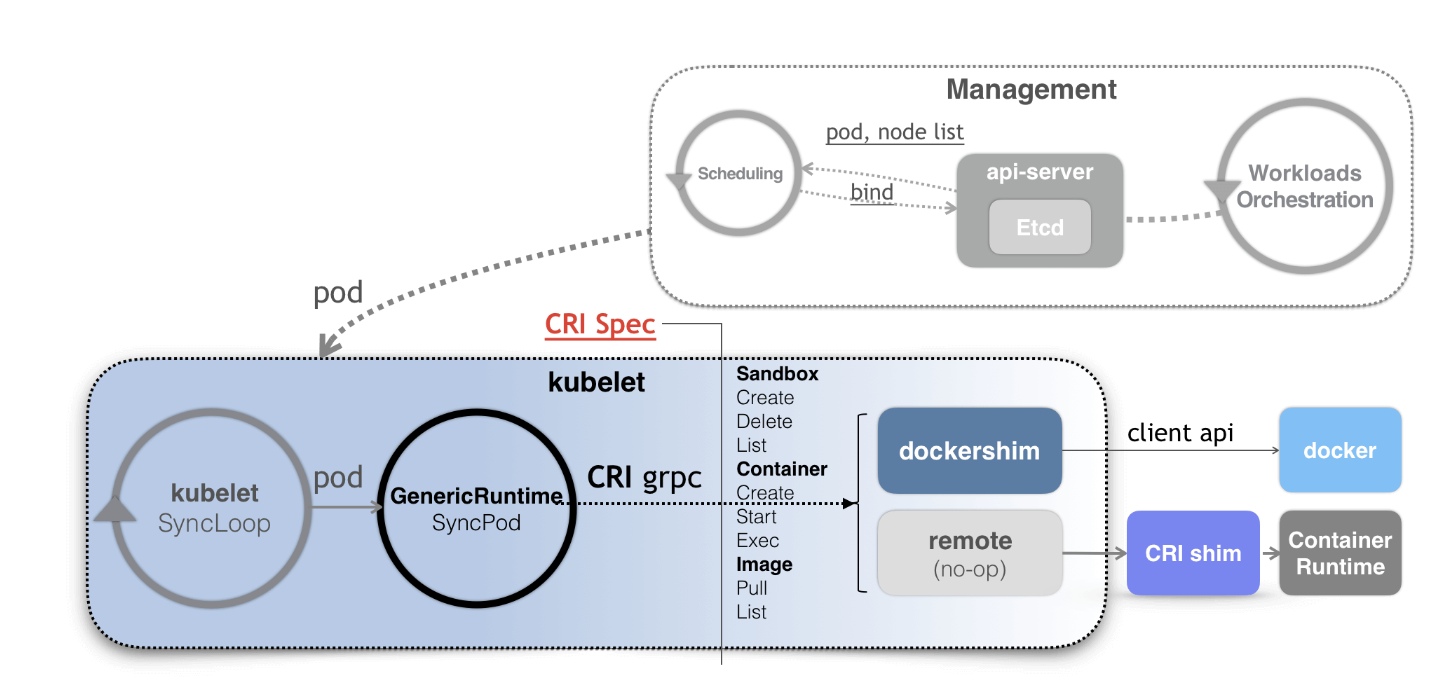 Management
pod, node list
Scheduling
bind
api-server
Etcd
Workloads
Orchestration
pod
CRI Spec
kubelet
kubelet
SyncLoop
pod
GenericRuntime
SyncPod
CRI grpc
Sandbox
Create
Delete
List
Container
Create
Start
Exec
Image
Pull
List
dockershim
client api
docker
remote
(no-op)
CRI shim
Container
Runtime